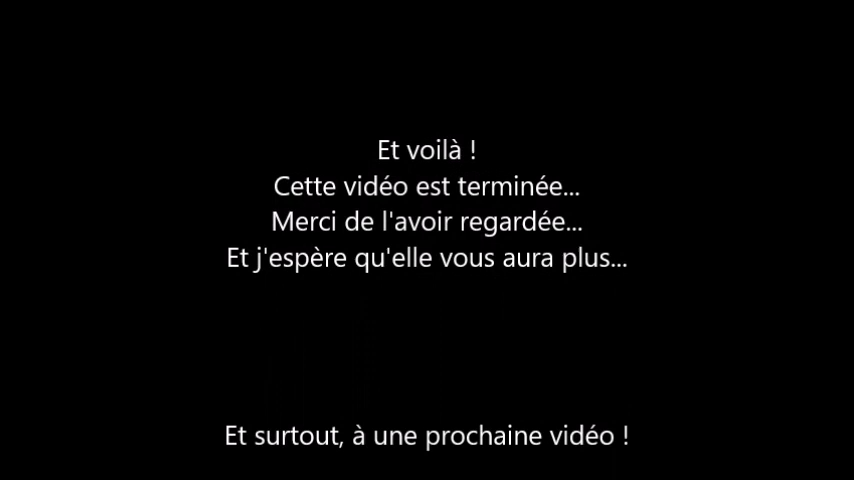 Et voilà !
Cette vidéo est terminée...
Merci de l'avoir regardée...
Et j'espère qu'elle vous aura plus...
Et surtout, à une prochaine vidéo !